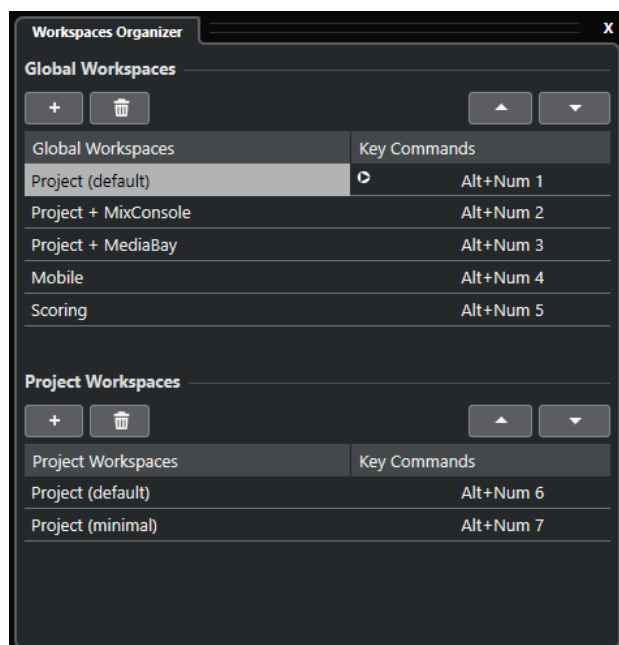 Workspaces Organizer x
Global Workspaces
+
Global Workspaces Key Commands
Project (default) Alt+Num 1
Project + MixConsole Alt+Num 2
Project + MediaBay Alt+Num 3
Mobile Alt+Num 4
Scoring Alt+Num 5
Project Workspaces
+
Project Workspaces Key Commands
Project (default) Alt+Num 6
Project (minimal) Alt+Num 7